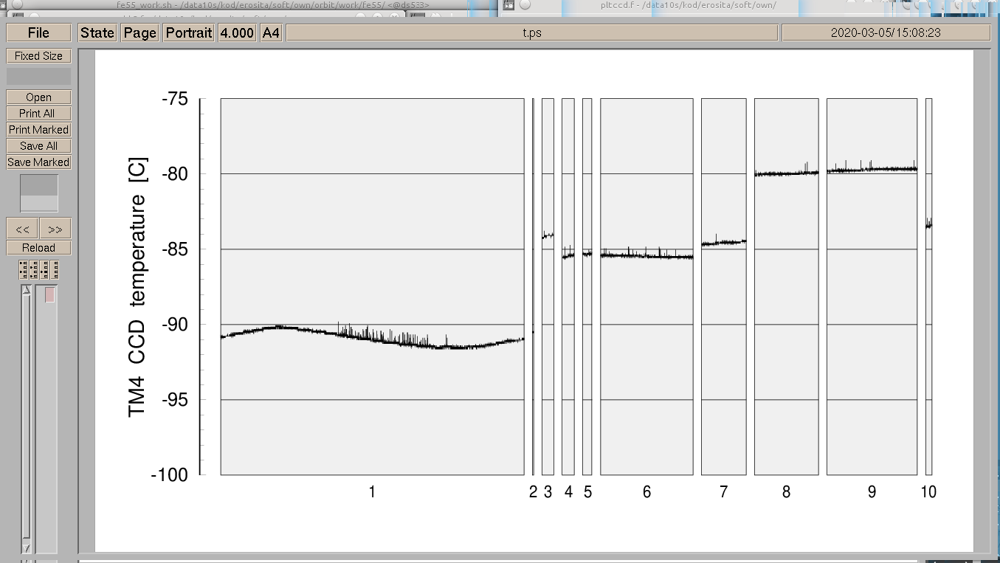 fe55_work.sh - /data10s/kod/erosita/soft/own/orbit/work/fe55/ <@ds533>
pltccd.f - /data10s/kod/erosita/soft/own/
File
State
Page
Portrait
4.000
A4
t.ps
2020-03-05/15:08:23
Fixed Size
Open
Print All
Print Marked
Save All
Save Marked
<<
>>
Reload
TM4 CCD temperature [C]
-75
-80
-85
-90
-95
-100
1
2
3
4
5
6
7
8
9
10